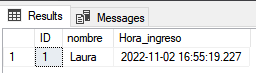 Results Messages
ID nombre Hora_ingreso
1 1 Laura 2022-11-02 16:55:19.227